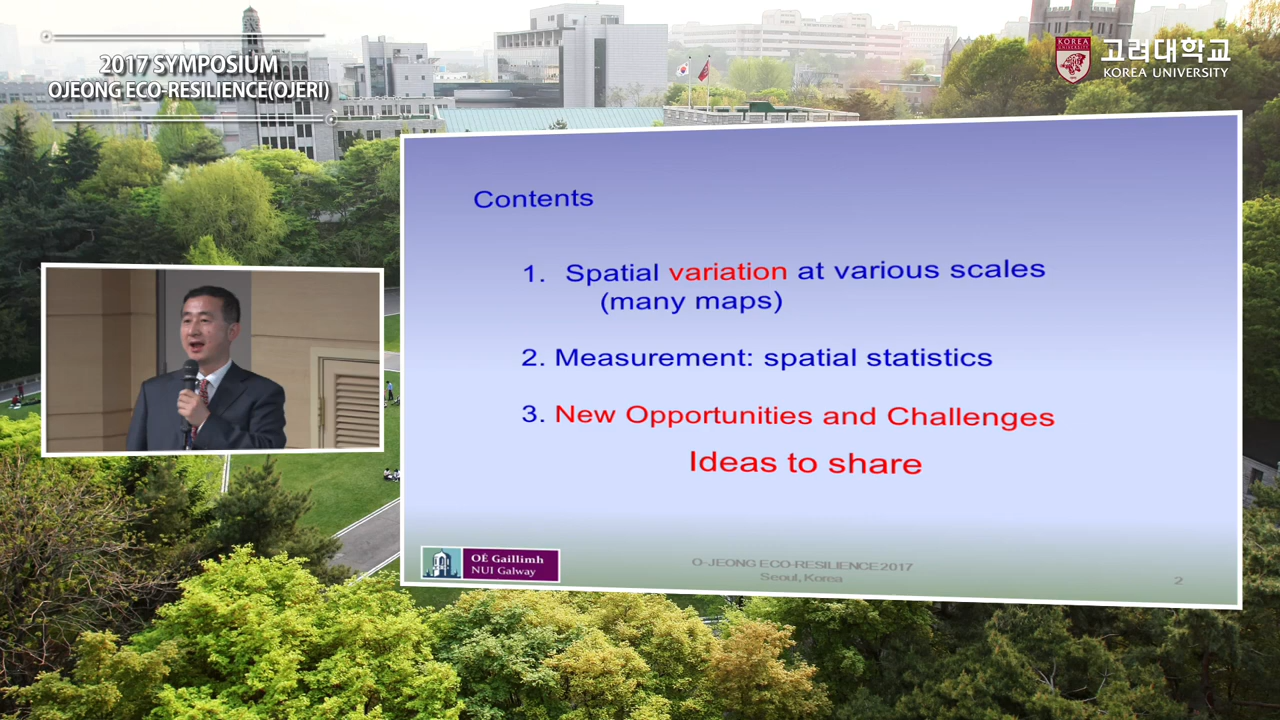 2017 SYMPOSIUM
OJEONG ECO-RESILIENCE(OJERI)
KOREA
UNIVERSITY
고려대학교
KOREA UNIVERSITY
Contents
1. Spatial variation at various scales
(many maps)
2. Measurement: spatial statistics
3. New Opportunities and Challenges
Ideas to share
OÉ Gaillimh
NUI Galway
O-JEONG ECO-RESILIENCE 2017
Seoul, Korea
2